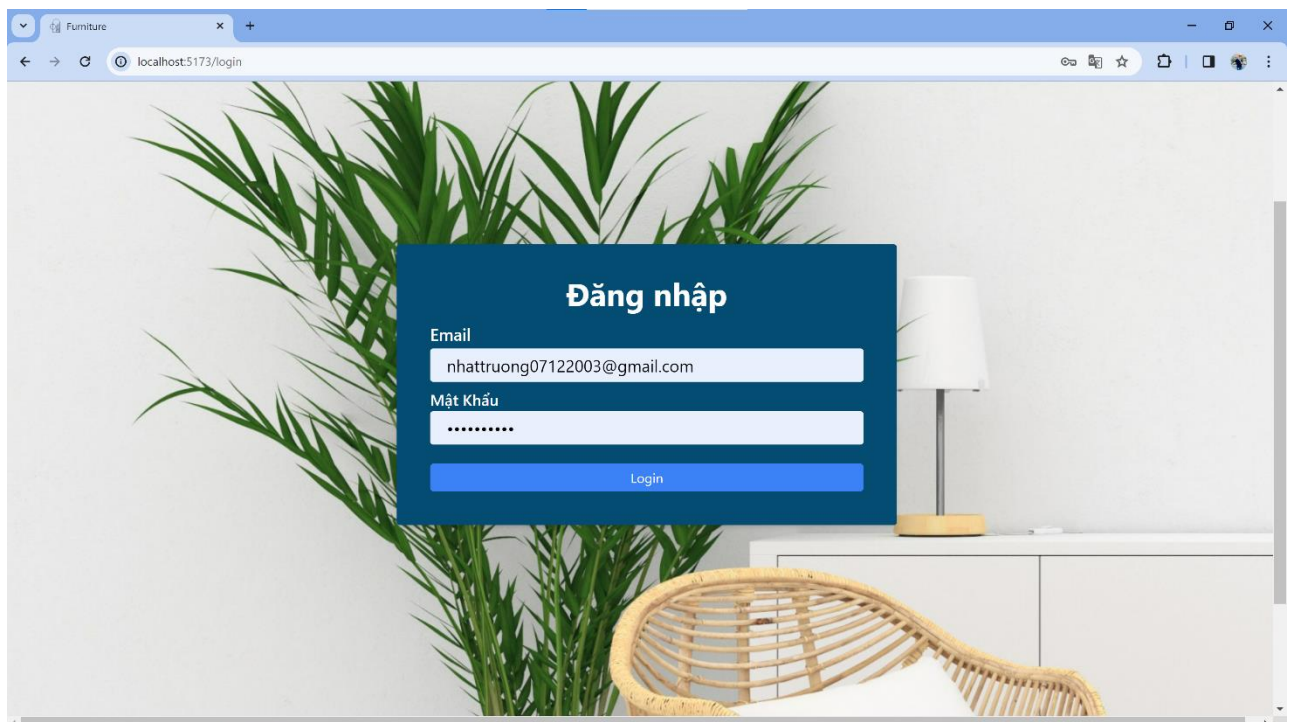 Furniture
localhost:5173/login
Đăng nhập
Email
nhattruong07122003@gmail.com
Mật Khẩu
••••••••••
Login